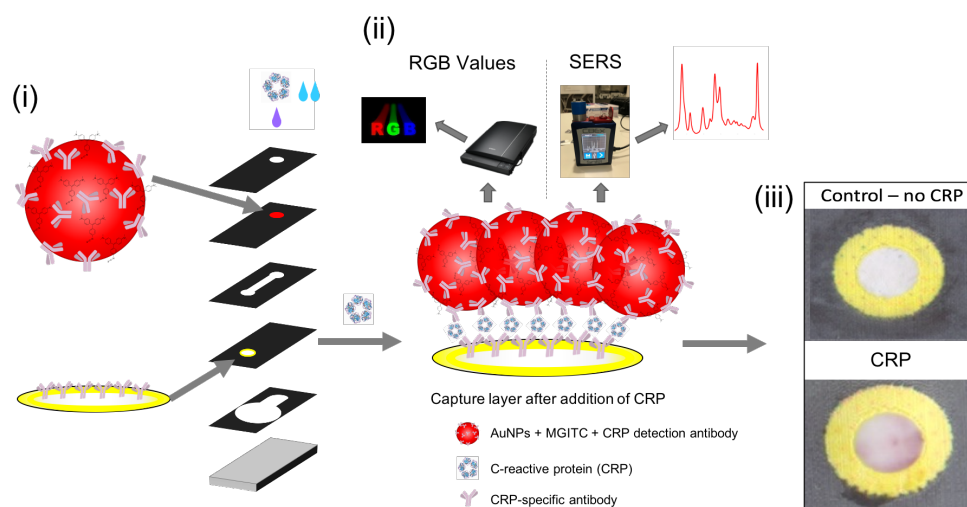 (i)
(ii)
RGB Values
SERS
RGB
(iii)
Control – no CRP
CRP
Capture layer after addition of CRP
AuNPs + MGITC + CRP detection antibody
C-reactive protein (CRP)
CRP-specific antibody